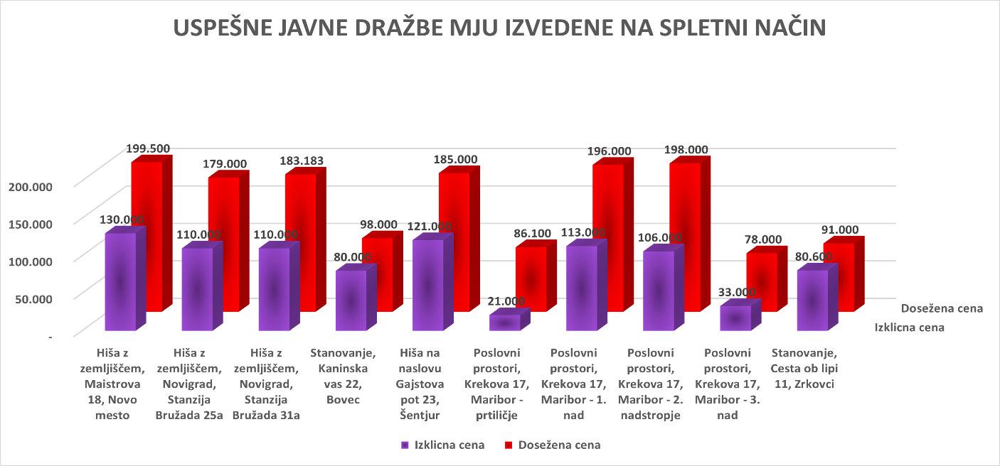 USPEŠNE JAVNE DRAŽBE MJU IZVEDENE NA SPLETNI NAČIN
199.500
179.000
183.183
98.000
185.000
86.100
196.000
198.000
78.000
91.000
130.000
110.000
110.000
80.000
121.000
21.000
113.000
106.000
33.000
80.600
200.000
150.000
100.000
50.000
-
Dosežena cena
Izklicna cena
Hiša z
zemljiščem,
Maistrova
18, Novo
mesto
Hiša z
zemljiščem,
Novigrad,
Stanzija
Bružada 25a
Hiša z
zemljiščem,
Novigrad,
Stanzija
Bružada 31a
Stanovanje,
Kaninska
vas 22,
Bovec
Hiša na
naslovu
Gajstova
pot 23,
Šentjur
Poslovni
prostori,
Krekova 17,
Maribor -
prtiličje
Poslovni
prostori,
Krekova 17,
Maribor - 1.
nad
Poslovni
prostori,
Krekova 17,
Maribor - 2.
nadstropje
Poslovni
prostori,
Krekova 17,
Maribor - 3.
nad
Stanovanje,
Cesta ob lipi
11, Zrkovci
Izklicna cena
Dosežena cena